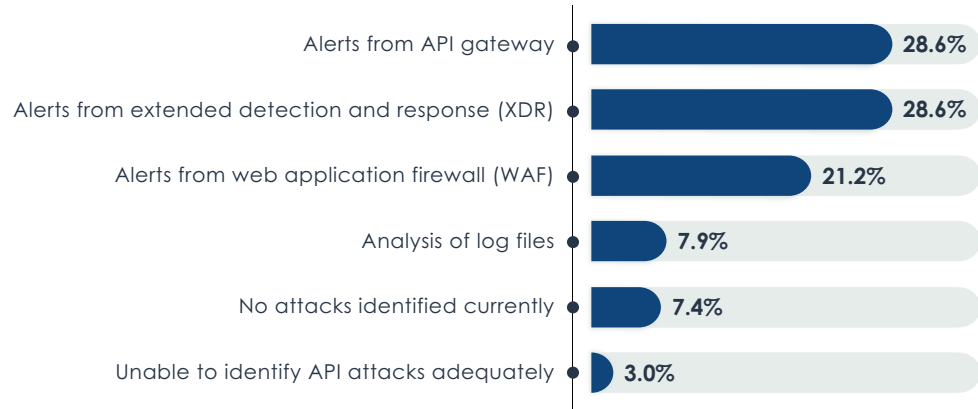 Alerts from API gateway 28.6%
Alerts from extended detection and response (XDR) 28.6%
Alerts from web application firewall (WAF) 21.2%
Analysis of log files 7.9%
No attacks identified currently 7.4%
Unable to identify API attacks adequately 3.0%